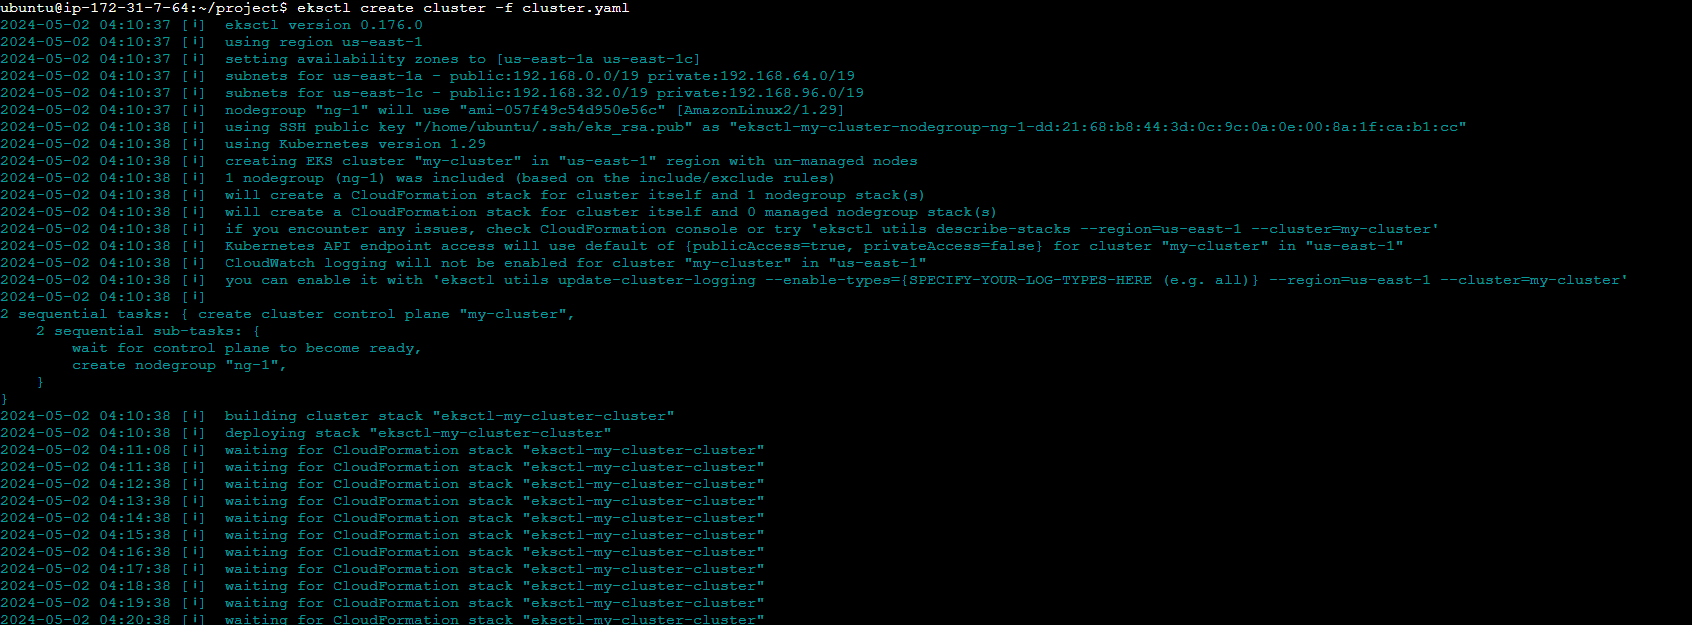 ubuntu@ip-172-31-7-64:~/project$ eksctl create cluster -f cluster.yaml
2024-05-02 04:10:37 [ℹ]  eksctl version 0.176.0
2024-05-02 04:10:37 [ℹ]  using region us-east-1
2024-05-02 04:10:37 [ℹ]  setting availability zones to [us-east-1a us-east-1c]
2024-05-02 04:10:37 [ℹ]  subnets for us-east-1a - public:192.168.0.0/19 private:192.168.64.0/19
2024-05-02 04:10:37 [ℹ]  subnets for us-east-1c - public:192.168.32.0/19 private:192.168.96.0/19
2024-05-02 04:10:37 [ℹ]  nodegroup "ng-1" will use "ami-057f49c54d950e56c" [AmazonLinux2/1.29]
2024-05-02 04:10:38 [ℹ]  using SSH public key "/home/ubuntu/.ssh/eks_rsa.pub" as "eksctl-my-cluster-nodegroup-ng-1-dd:21:68:b8:44:3d:0c:9c:0a:0e:00:8a:1f:ca:b1:cc"
2024-05-02 04:10:38 [ℹ]  using Kubernetes version 1.29
2024-05-02 04:10:38 [ℹ]  creating EKS cluster "my-cluster" in "us-east-1" region with un-managed nodes
2024-05-02 04:10:38 [ℹ]  1 nodegroup (ng-1) was included (based on the include/exclude rules)
2024-05-02 04:10:38 [ℹ]  will create a CloudFormation stack for cluster itself and 1 nodegroup stack(s)
2024-05-02 04:10:38 [ℹ]  will create a CloudFormation stack for cluster itself and 0 managed nodegroup stack(s)
2024-05-02 04:10:38 [ℹ]  if you encounter any issues, check CloudFormation console or try 'eksctl utils describe-stacks --region=us-east-1 --cluster=my-cluster'
2024-05-02 04:10:38 [ℹ]  Kubernetes API endpoint access will use default of {publicAccess=true, privateAccess=false} for cluster "my-cluster" in "us-east-1"
2024-05-02 04:10:38 [ℹ]  CloudWatch logging will not be enabled for cluster "my-cluster" in "us-east-1"
2024-05-02 04:10:38 [ℹ]  you can enable it with 'eksctl utils update-cluster-logging --enable-types={SPECIFY-YOUR-LOG-TYPES-HERE (e.g. all)} --region=us-east-1 --cluster=my-cluster'
2024-05-02 04:10:38 [ℹ]
2 sequential tasks: { create cluster control plane "my-cluster",
    2 sequential sub-tasks: {
        wait for control plane to become ready,
        create nodegroup "ng-1",
    }
}
2024-05-02 04:10:38 [ℹ]  building cluster stack "eksctl-my-cluster-cluster"
2024-05-02 04:10:38 [ℹ]  deploying stack "eksctl-my-cluster-cluster"
2024-05-02 04:11:08 [ℹ]  waiting for CloudFormation stack "eksctl-my-cluster-cluster"
2024-05-02 04:11:38 [ℹ]  waiting for CloudFormation stack "eksctl-my-cluster-cluster"
2024-05-02 04:12:38 [ℹ]  waiting for CloudFormation stack "eksctl-my-cluster-cluster"
2024-05-02 04:13:38 [ℹ]  waiting for CloudFormation stack "eksctl-my-cluster-cluster"
2024-05-02 04:14:38 [ℹ]  waiting for CloudFormation stack "eksctl-my-cluster-cluster"
2024-05-02 04:15:38 [ℹ]  waiting for CloudFormation stack "eksctl-my-cluster-cluster"
2024-05-02 04:16:38 [ℹ]  waiting for CloudFormation stack "eksctl-my-cluster-cluster"
2024-05-02 04:17:38 [ℹ]  waiting for CloudFormation stack "eksctl-my-cluster-cluster"
2024-05-02 04:18:38 [ℹ]  waiting for CloudFormation stack "eksctl-my-cluster-cluster"
2024-05-02 04:19:38 [ℹ]  waiting for CloudFormation stack "eksctl-my-cluster-cluster"
2024-05-02 04:20:38 [ℹ]  waiting for CloudFormation stack "eksctl-my-cluster-cluster"